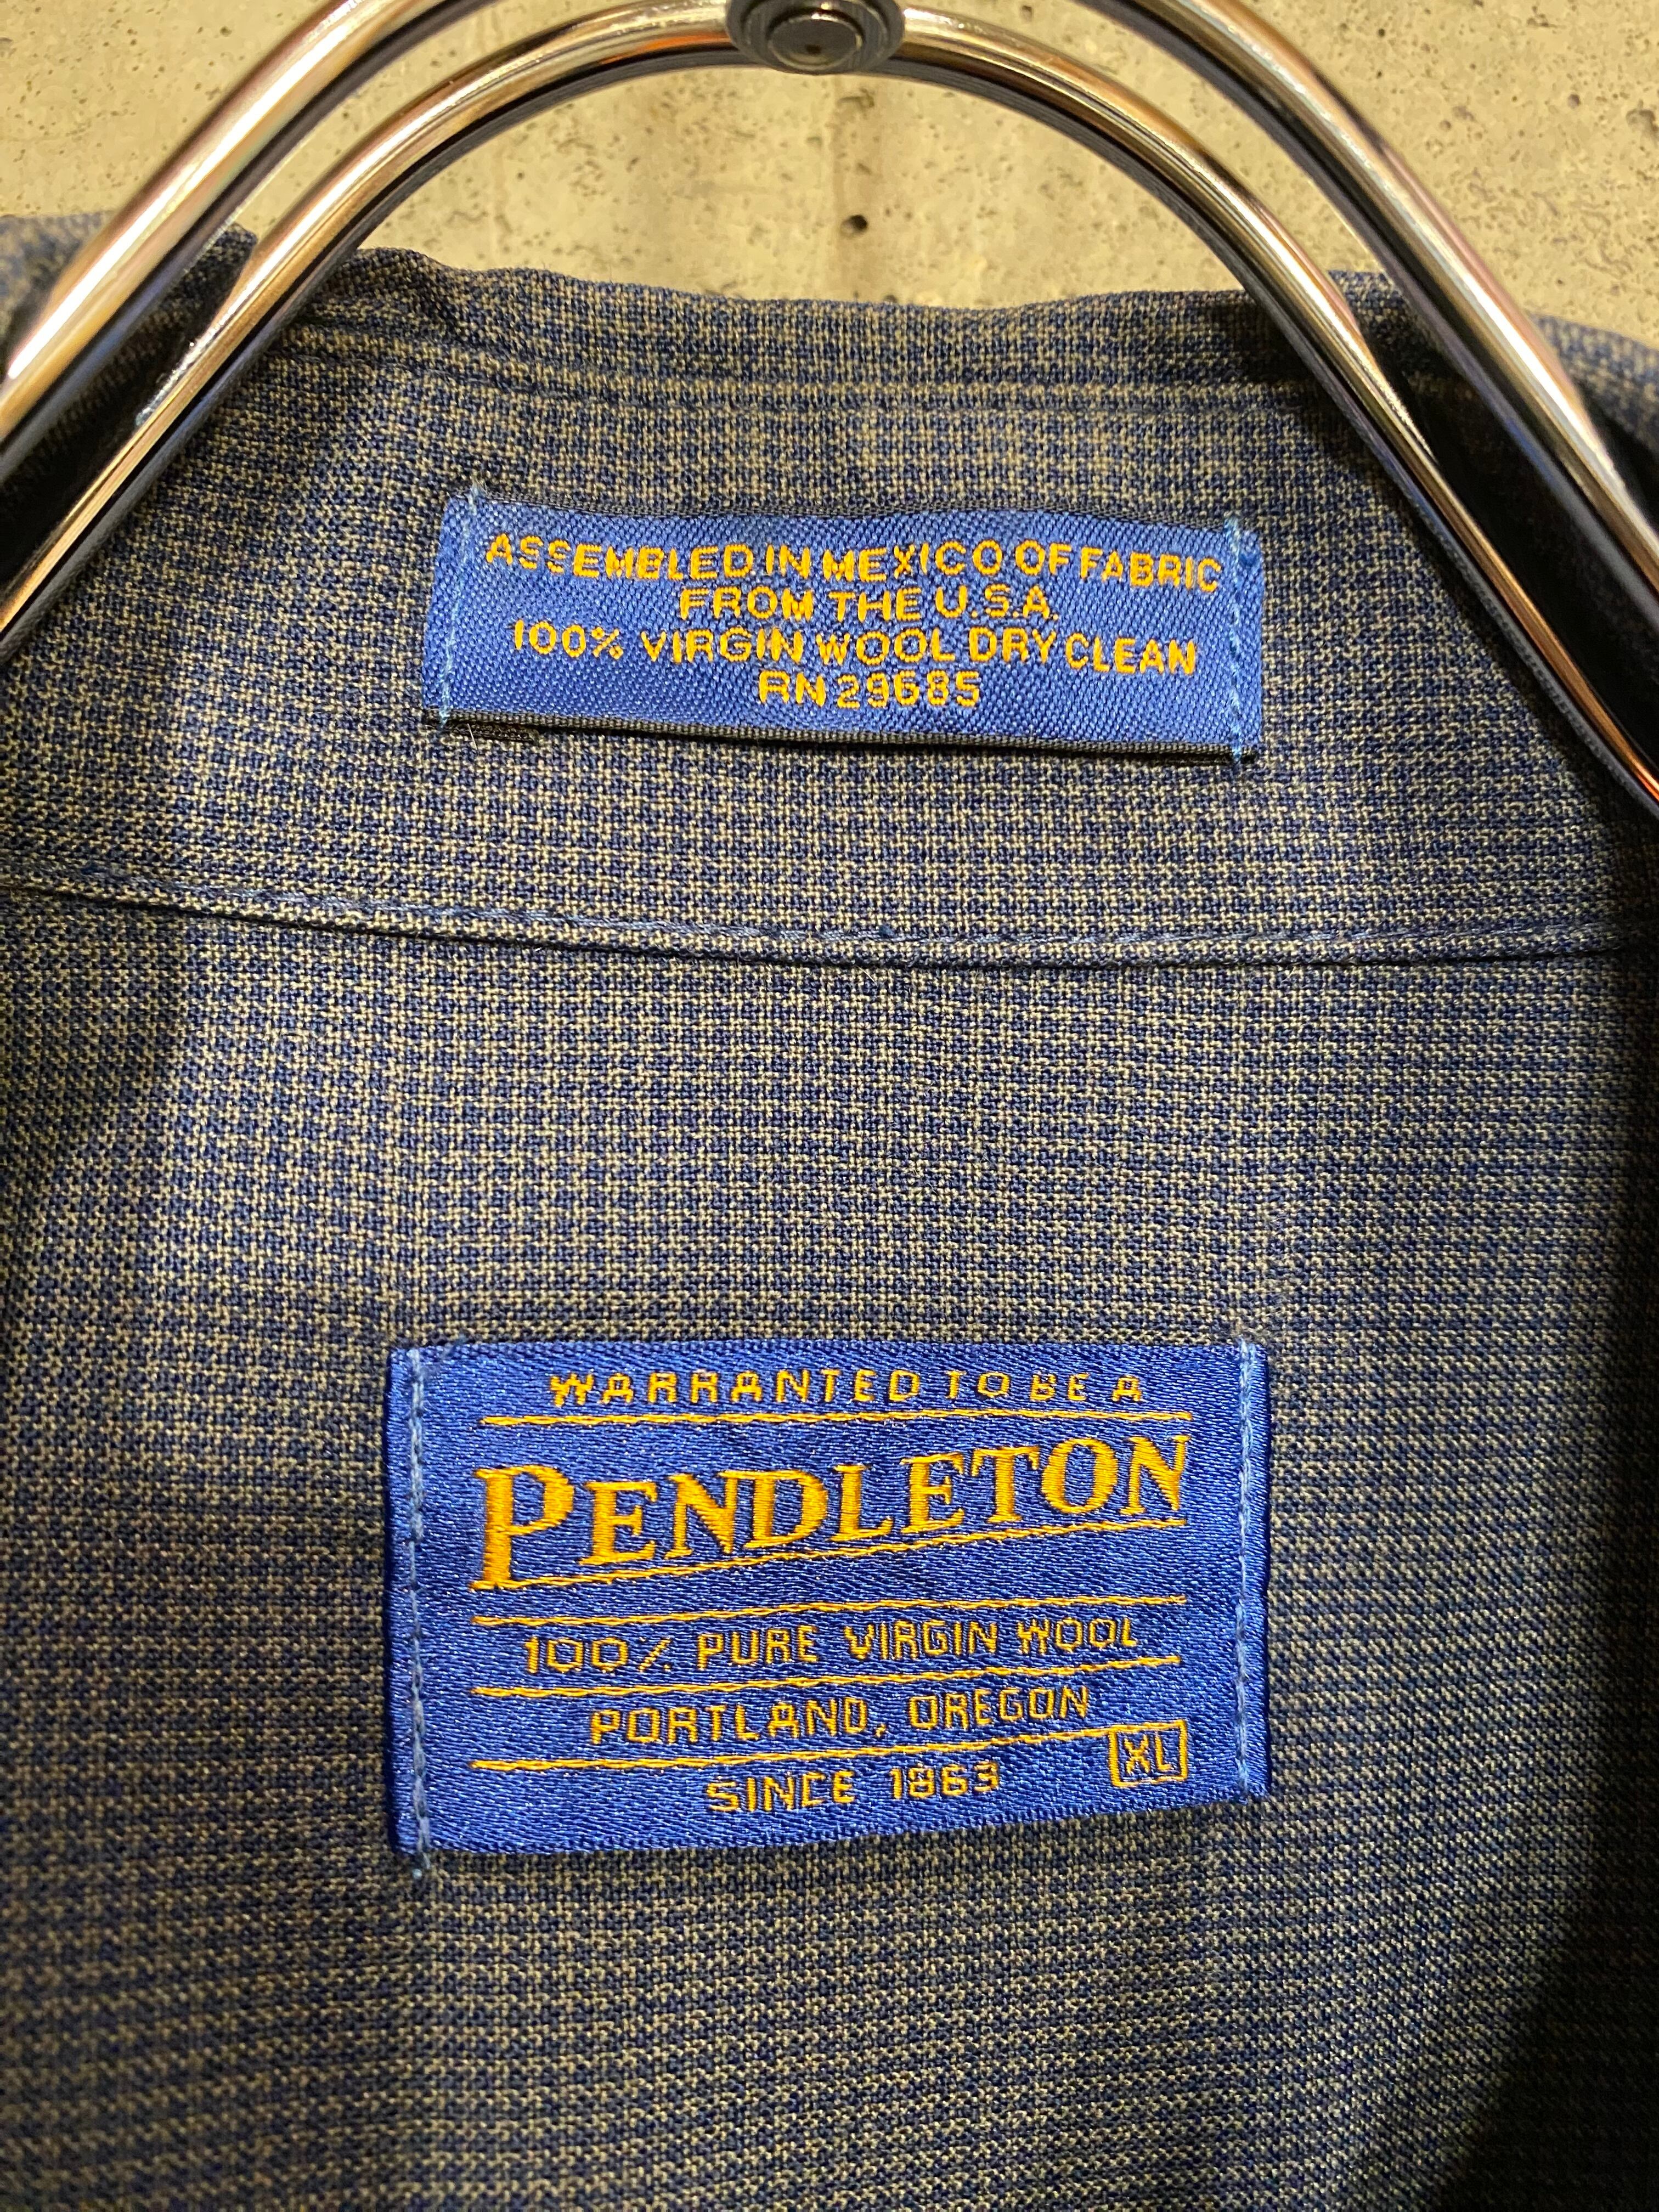 ASSEMBLED IN MEXICO OF FABRIC
FROM THE U.S.A.
100% VIRGIN WOOL DRY CLEAN
RN 29685
WARRANTED TO BE A
PENDLETON
100% PURE VIRGIN WOOL
PORTLAND, OREGON
SINCE 1863
XL